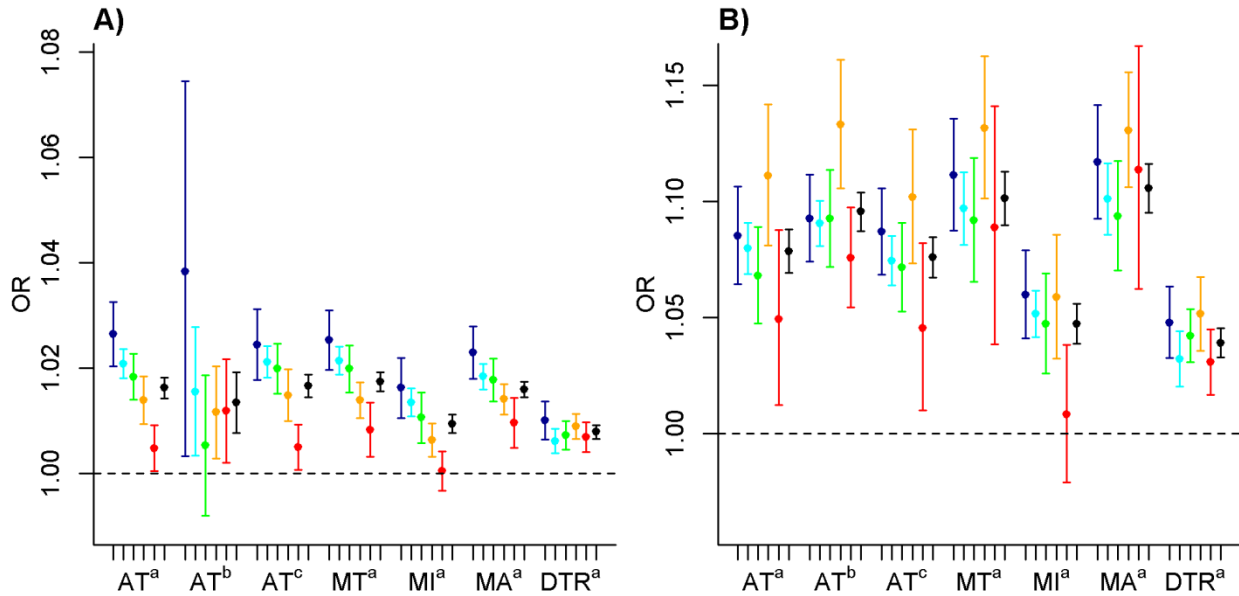 A)
OR
1.08
1.06
1.04
1.02
1.00
ATᵃ ATᵇ ATᶜ MTᵃ MIᵃ MAᵃ DTRᵃ
B)
OR
1.15
1.10
1.05
1.00
ATᵃ ATᵇ ATᶜ MTᵃ MIᵃ MAᵃ DTRᵃ